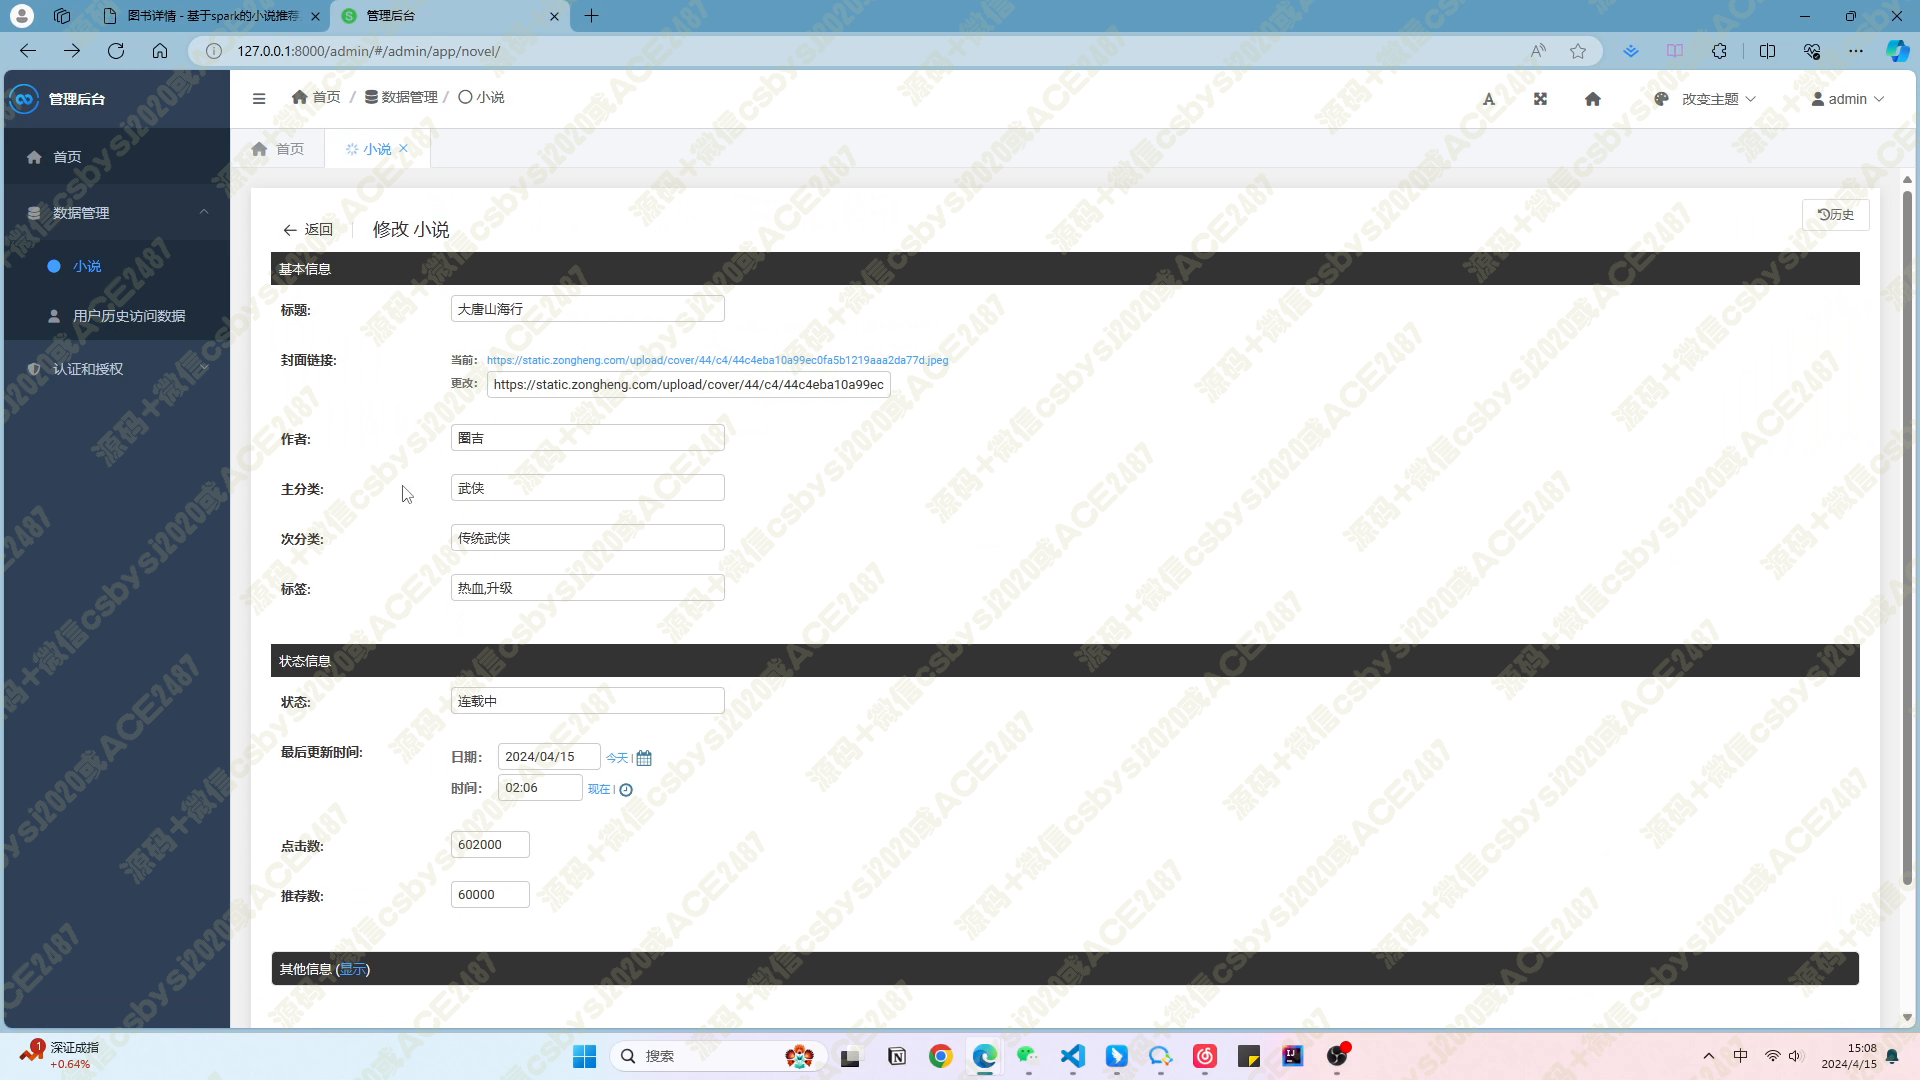 图书详情 - 基于spark的小说推荐
管理后台
127.0.0.1:8000/admin/#/admin/app/novel/
管理后台
首页 / 数据管理 / 小说
改变主题
admin
首页
小说
首页
数据管理
小说
用户历史访问数据
认证和授权
返回
修改 小说
历史
基本信息
标题:
大唐山海行
封面链接:
当前:
https://static.zongheng.com/upload/cover/44/c4/44c4eba10a99ec0fa5b1219aaa2da77d.jpeg
更改:
https://static.zongheng.com/upload/cover/44/c4/44c4eba10a99ec
作者:
圈吉
主分类:
武侠
次分类:
传统武侠
标签:
热血,升级
状态信息
状态:
连载中
最后更新时间:
日期:
2024/04/15
今天 |
时间:
02:06
现在 |
点击数:
602000
推荐数:
60000
其他信息 (显示)
源码+微信csbysj2020或ACE2487
1
深证成指
+0.64%
搜索
中
15:08
2024/4/15